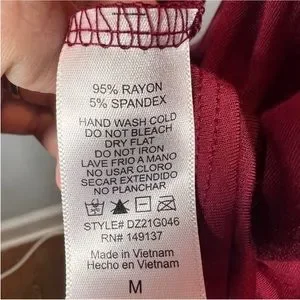 95% RAYON
5% SPANDEX
HAND WASH COLD
DO NOT BLEACH
DRY FLAT
DO NOT IRON
LAVE FRIO A MANO
NO USAR CLORO
SECAR EXTENDIDO
NO PLANCHAR
STYLE# DZ21G046
RN# 149137
Made in Vietnam
Hecho en Vietnam
M